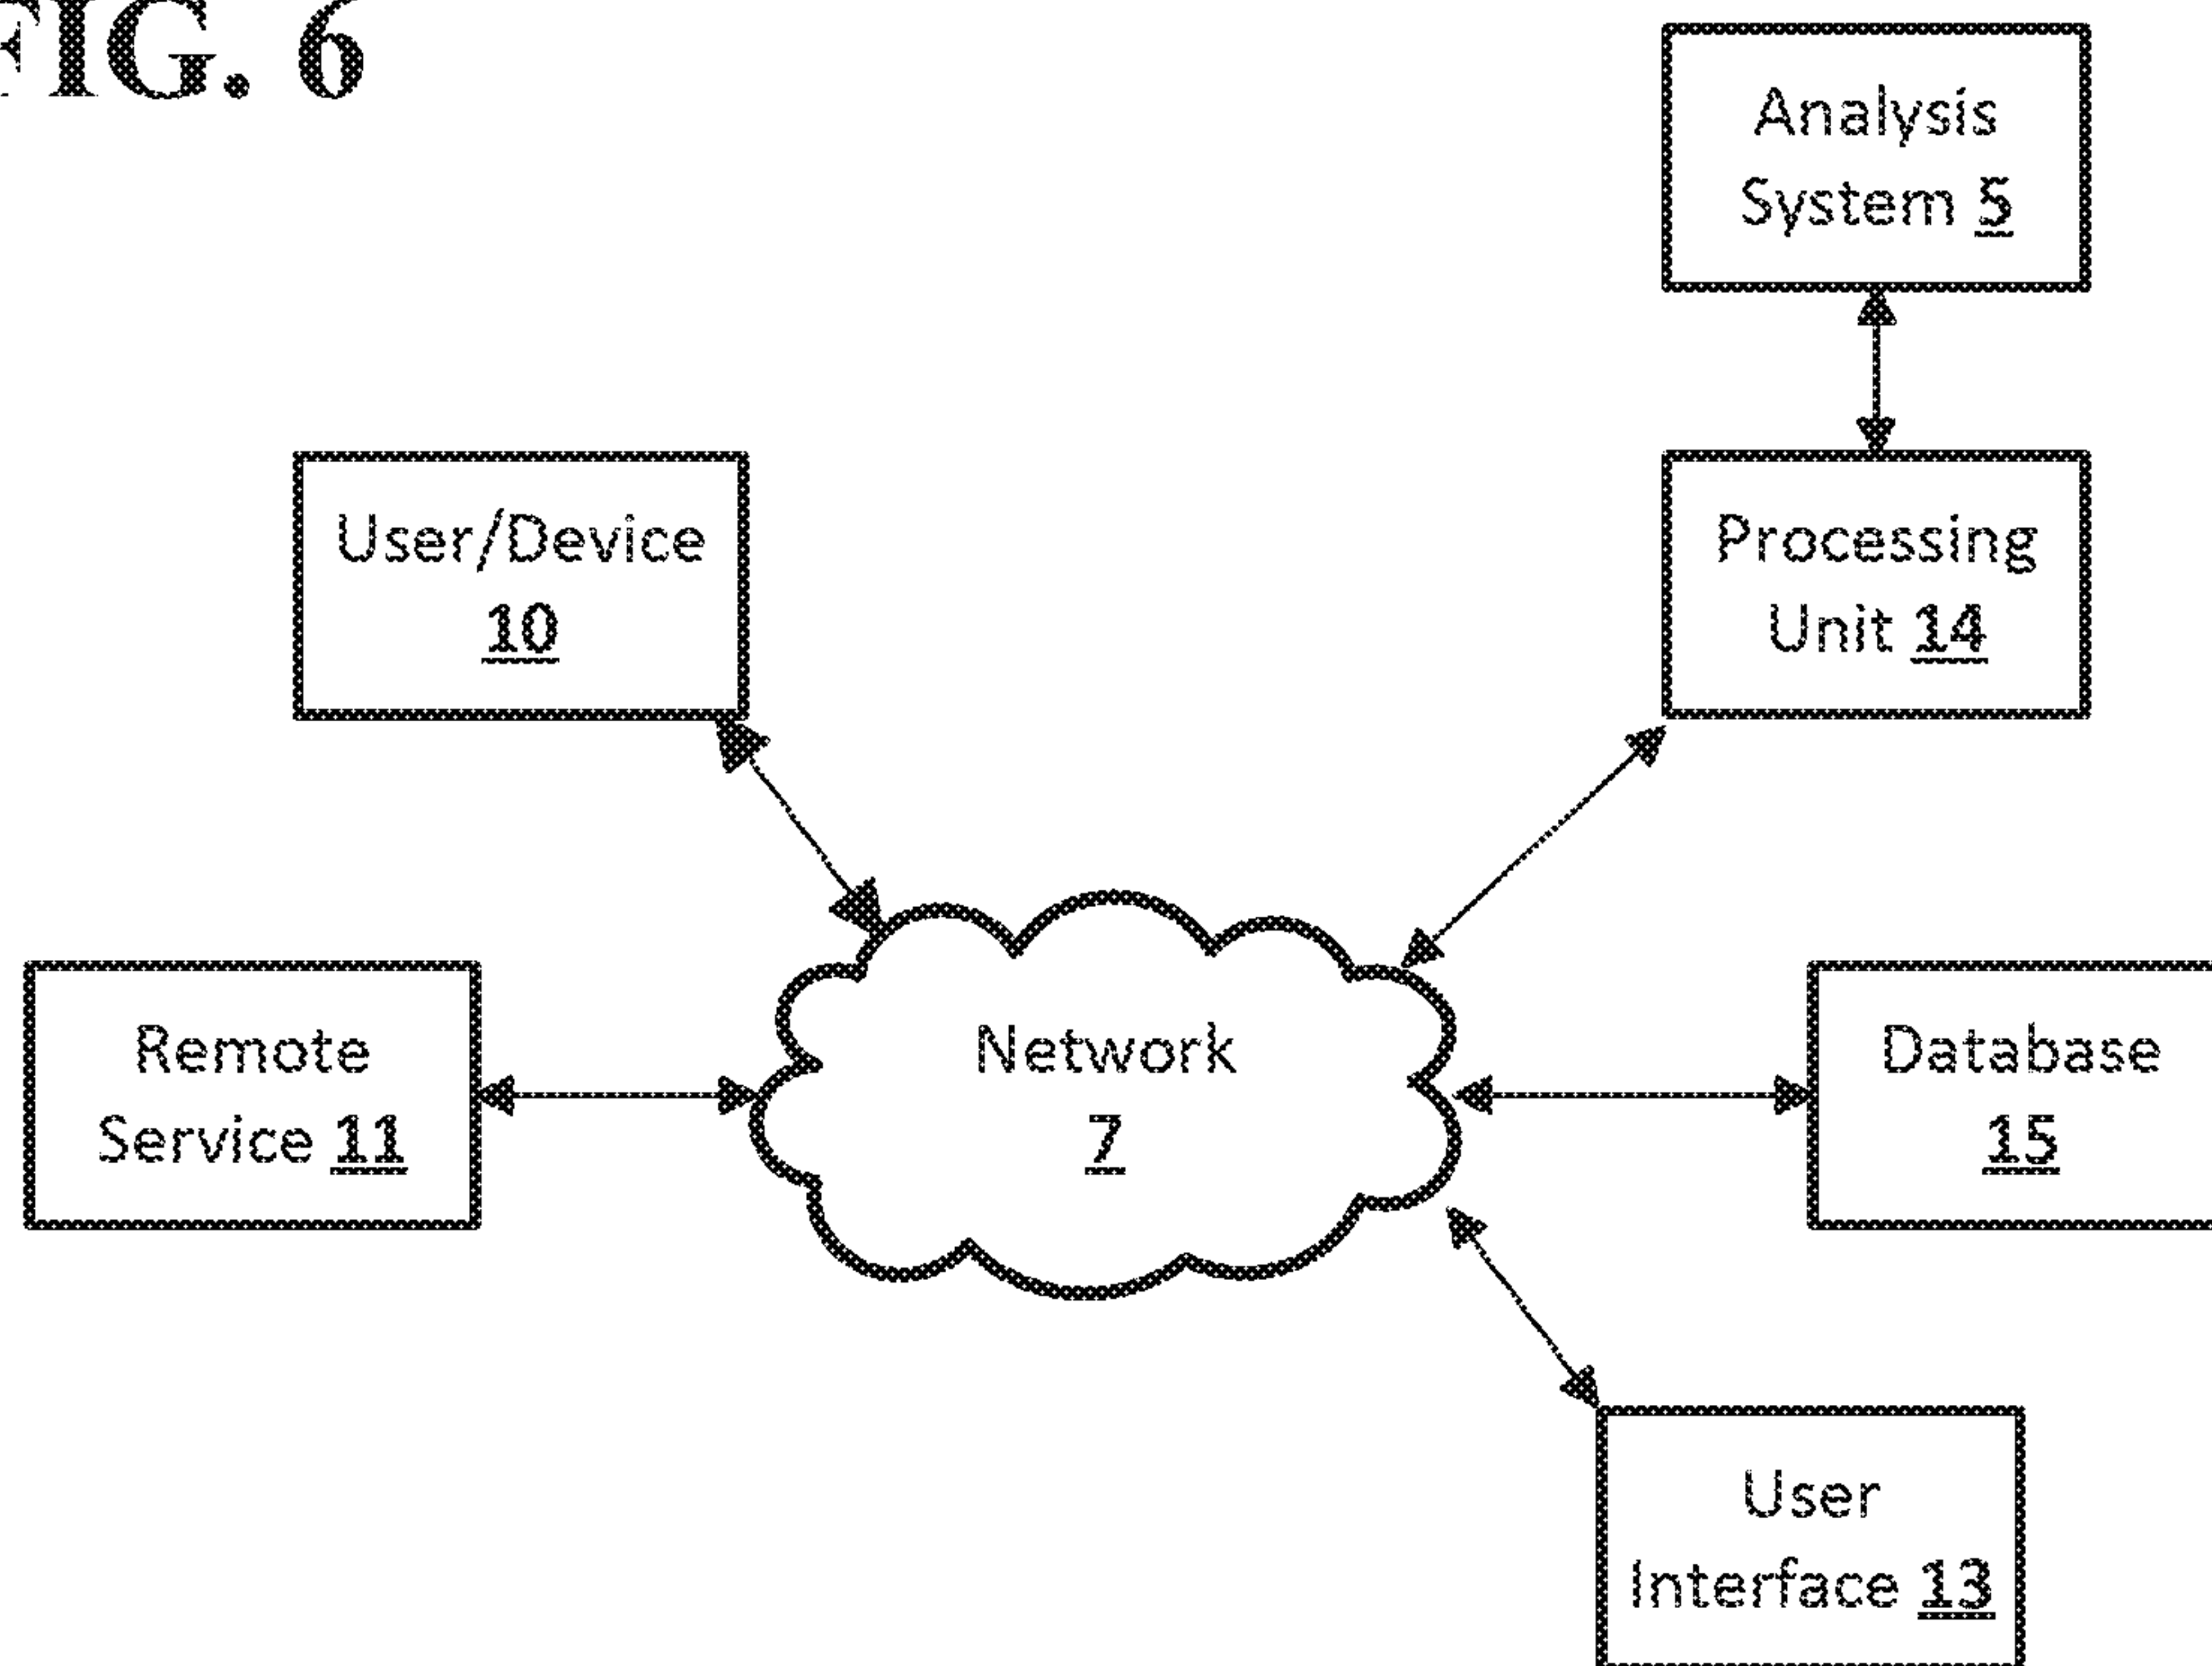 FIG. 6
Analysis
System 5
User/Device
10
Processing
Unit 14
Remote
Service 11
Network
7
Database
15
User
Interface 13